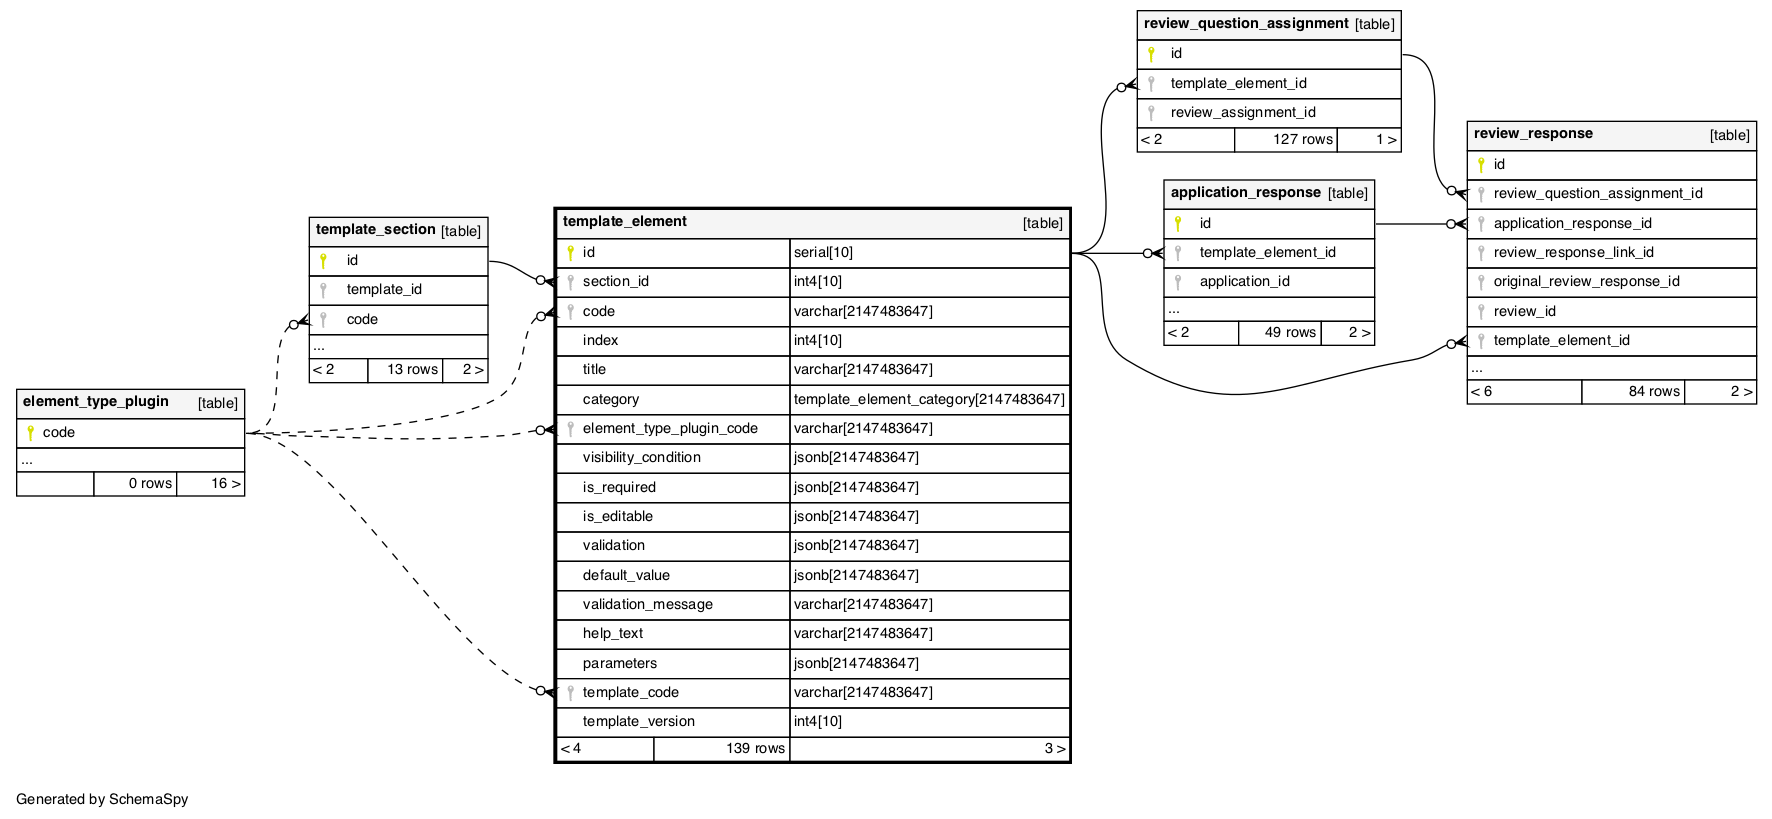 review_question_assignment [table]
id
template_element_id
review_assignment_id
< 2 127 rows 1 >
review_response [table]
id
review_question_assignment_id
application_response_id
review_response_link_id
original_review_response_id
review_id
template_element_id
...
< 6 84 rows 2 >
application_response [table]
id
template_element_id
application_id
...
< 2 49 rows 2 >
template_element [table]
id serial[10]
section_id int4[10]
code varchar[2147483647]
index int4[10]
title varchar[2147483647]
category template_element_category[2147483647]
element_type_plugin_code varchar[2147483647]
visibility_condition jsonb[2147483647]
is_required jsonb[2147483647]
is_editable jsonb[2147483647]
validation jsonb[2147483647]
default_value jsonb[2147483647]
validation_message varchar[2147483647]
help_text varchar[2147483647]
parameters jsonb[2147483647]
template_code varchar[2147483647]
template_version int4[10]
< 4 139 rows 3 >
template_section [table]
id
template_id
code
...
< 2 13 rows 2 >
element_type_plugin [table]
code
...
0 rows 16 >
Generated by SchemaSpy